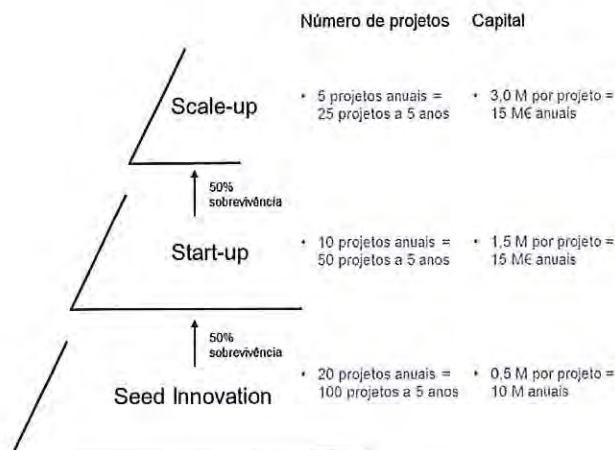 Número de projetos Capital
Scale-up
• 5 projetos anuais =
25 projetos a 5 anos
• 3,0 M por projeto =
15 M€ anuais
50%
sobrevivência
Start-up
• 10 projetos anuais =
50 projetos a 5 anos
• 1,5 M por projeto =
15 M€ anuais
50%
sobrevivência
Seed Innovation
• 20 projetos anuais =
100 projetos a 5 anos
• 0,5 M por projeto =
10 M anuais